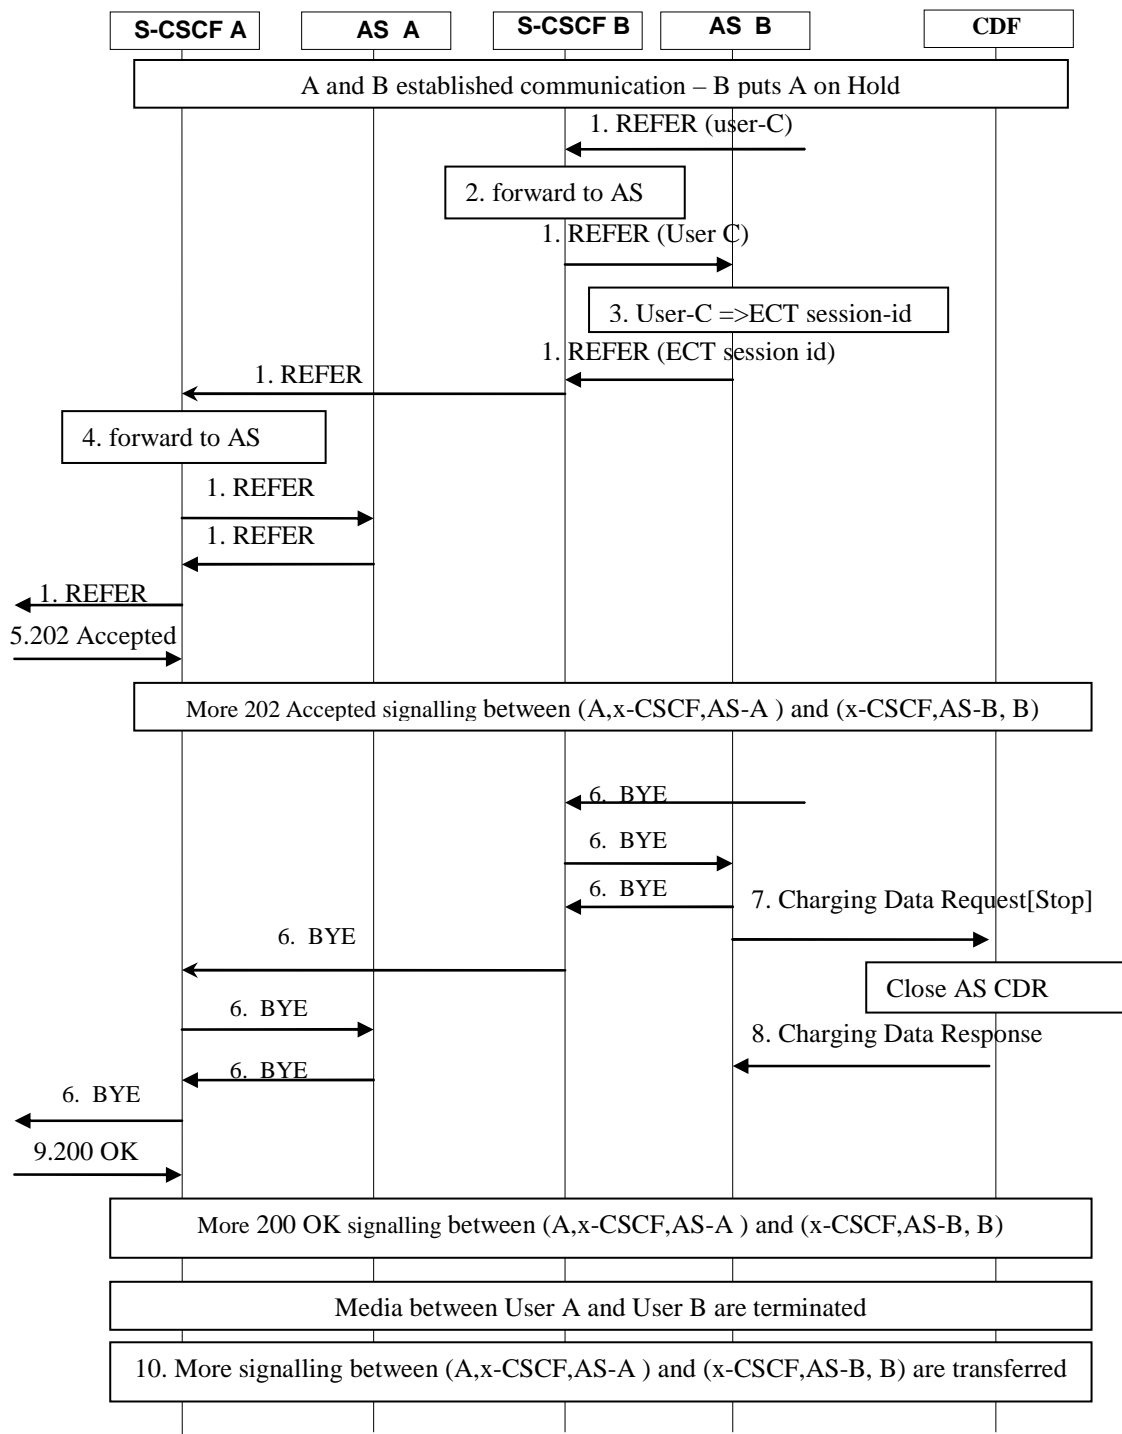 S-CSCF A
AS A
S-CSCF B
AS B
CDF
A and B established communication – B puts A on Hold
1. REFER (user-C)
2. forward to AS
1. REFER (User C)
3. User-C =>ECT session-id
1. REFER (ECT session id)
1. REFER
4. forward to AS
1. REFER
1. REFER
1. REFER
5.202 Accepted
More 202 Accepted signalling between (A,x-CSCF,AS-A ) and (x-CSCF,AS-B, B)
6. BYE
6. BYE
6. BYE
7. Charging Data Request[Stop]
6. BYE
Close AS CDR
6. BYE
8. Charging Data Response
6. BYE
6. BYE
9.200 OK
More 200 OK signalling between (A,x-CSCF,AS-A ) and (x-CSCF,AS-B, B)
Media between User A and User B are terminated
10. More signalling between (A,x-CSCF,AS-A ) and (x-CSCF,AS-B, B) are transferred